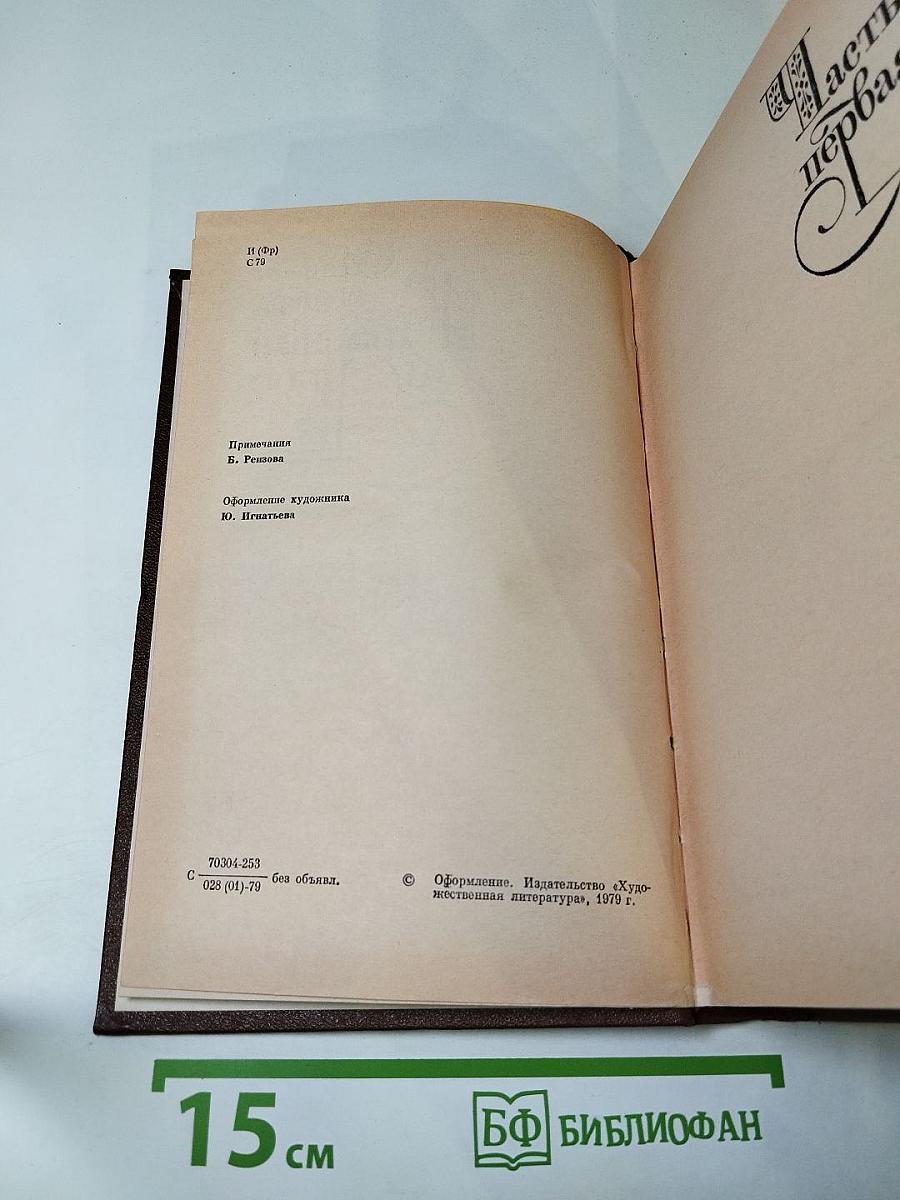 И (Фр)
С 79
Примечания
Б. Реизова
Оформление художника
Ю. Игнатьева
С 70304-253
028 (01)-79 без объявл.
© Оформление. Издательство «Худо-
жественная литература», 1979 г.
Часть
первая
15 см
БФ БИБЛИОФАН